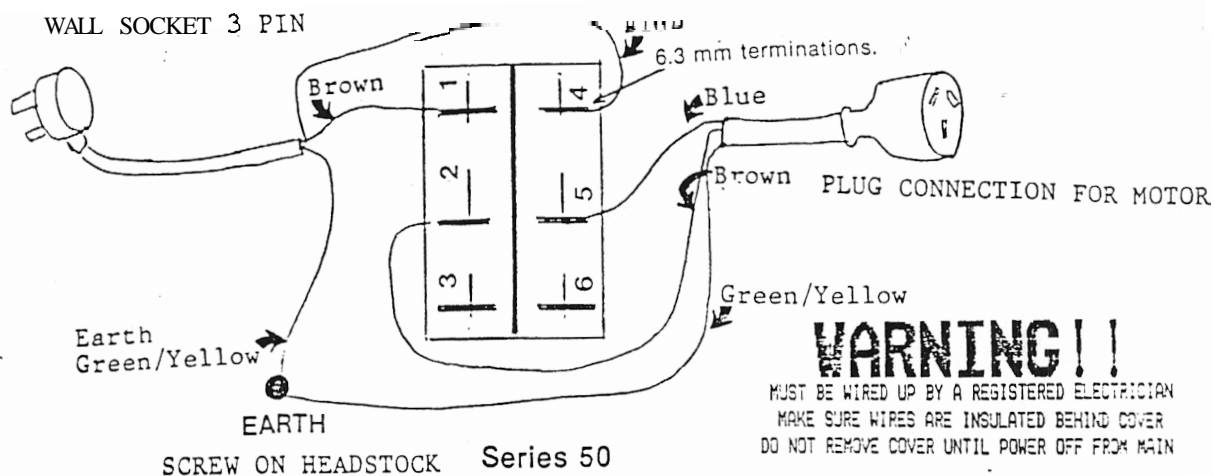 WALL SOCKET 3 PIN
6.3 mm terminations.
Brown
1
4
Blue
2
5
Brown
PLUG CONNECTION FOR MOTOR
3
6
Green/Yellow
Earth
Green/Yellow
WARNING!!
MUST BE WIRED UP BY A REGISTERED ELECTRICIAN
MAKE SURE WIRES ARE INSULATED BEHIND COVER
DO NOT REMOVE COVER UNTIL POWER OFF FROM MAIN
EARTH
SCREW ON HEADSTOCK
Series 50